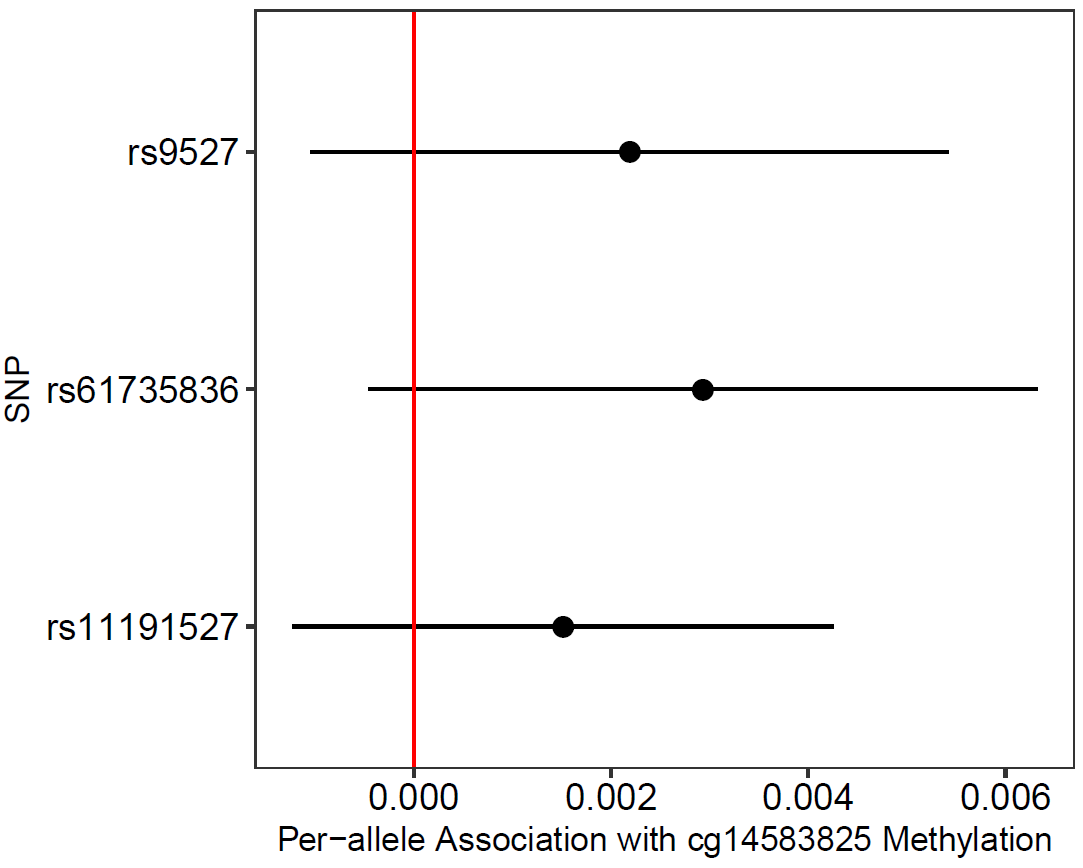 rs9527
rs61735836
rs11191527
SNP
0.000 0.002 0.004 0.006
Per−allele Association with cg14583825 Methylation